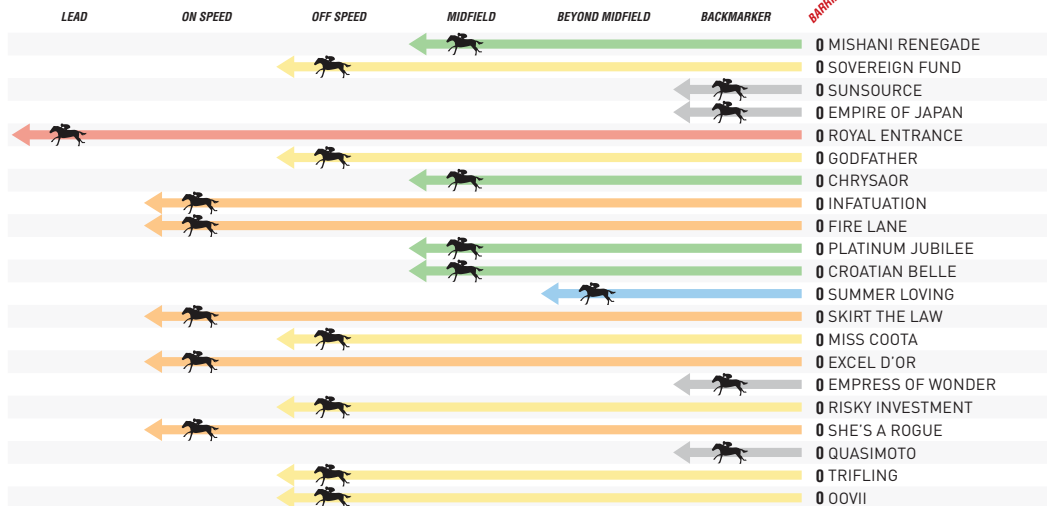 LEAD ON SPEED OFF SPEED MIDFIELD BEYOND MIDFIELD BACKMARKER
0 MISHANI RENEGADE
0 SOVEREIGN FUND
0 SUNSOURCE
0 EMPIRE OF JAPAN
0 ROYAL ENTRANCE
0 GODFATHER
0 CHRYSAOR
0 INFATUATION
0 FIRE LANE
0 PLATINUM JUBILEE
0 CROATIAN BELLE
0 SUMMER LOVING
0 SKIRT THE LAW
0 MISS COOTA
0 EXCEL D'OR
0 EMPRESS OF WONDER
0 RISKY INVESTMENT
0 SHE'S A ROGUE
0 QUASIMOTO
0 TRIFLING
0 OOVII